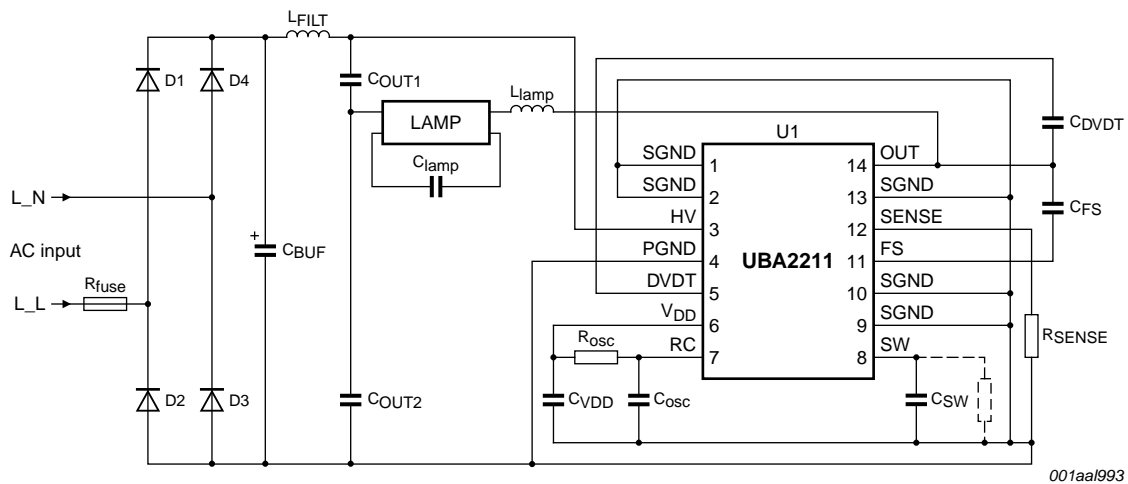 LFILT
D1
D4
COUT1
Llamp
LAMP
Clamp
CDVDT
U1
SGND 1
14 OUT
SGND 2
13 SGND
HV 3
12 SENSE
PGND 4
11 FS
DVDT 5
10 SGND
VDD 6
9 SGND
RC 7
8 SW
UBA2211
CFS
L_N
AC input
L_L
Rfuse
+
CBUF
Rosc
RSENSE
D2
D3
COUT2
CVDD
Cosc
CSW
001aal993